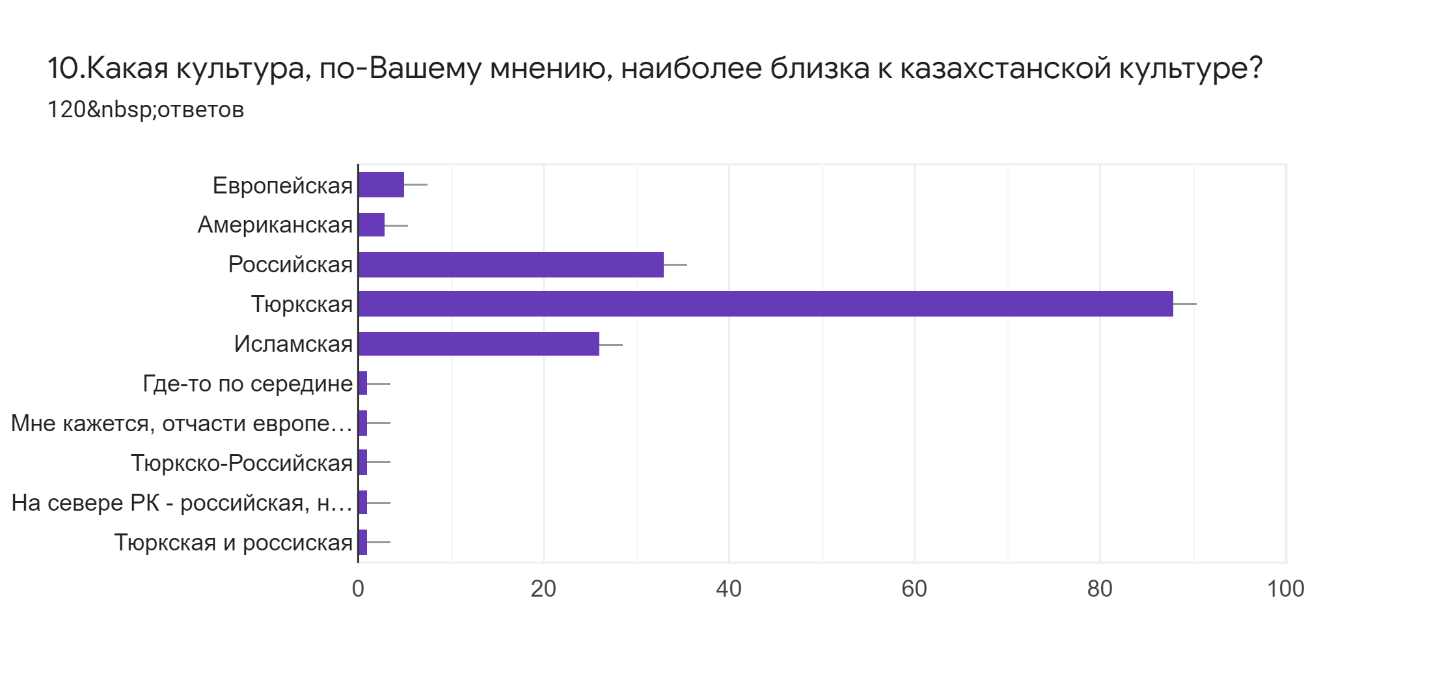 10.Какая культура, по-Вашему мнению, наиболее близка к казахстанской культуре?
120&nbsp;ответов
Европейская
Американская
Российская
Тюркская
Исламская
Где-то по середине
Мне кажется, отчасти европе…
Тюркско-Российская
На севере РК - российская, н…
Тюркская и россиская
0 20 40 60 80 100